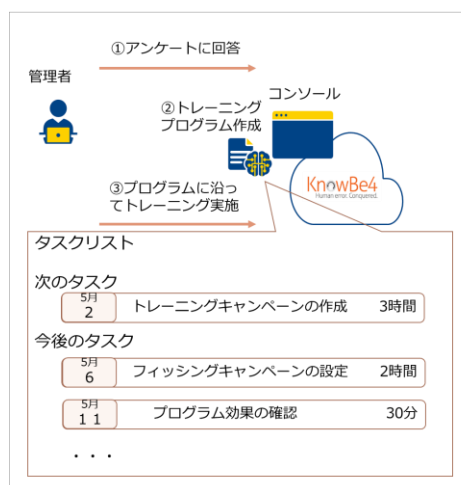 ①アンケートに回答
管理者
コンソール
②トレーニング
プログラム作成
KnowBe4
Human error. Conquered.
③プログラムに沿っ
てトレーニング実施
タスクリスト
次のタスク
5月
2
トレーニングキャンペーンの作成 3時間
今後のタスク
5月
6
フィッシングキャンペーンの設定 2時間
5月
11
プログラム効果の確認 30分
・・・